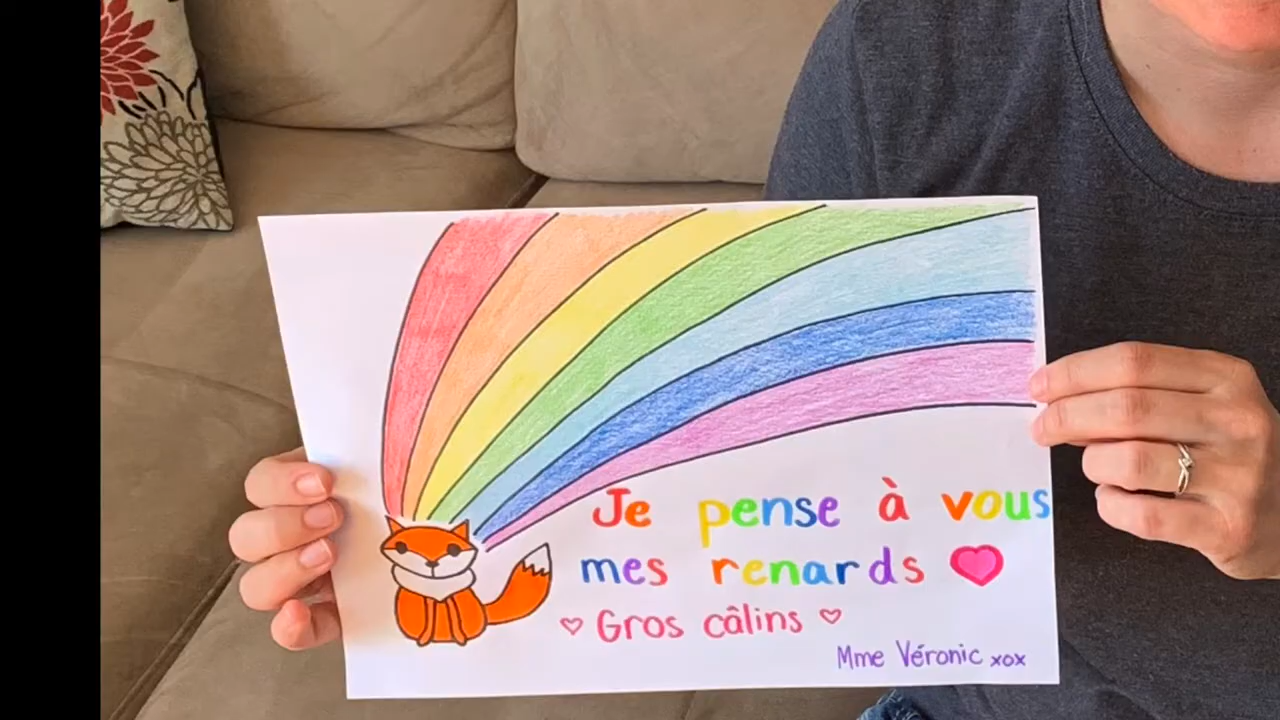 Je pense à vous
mes renards
Gros câlins
Mme Véronic xox